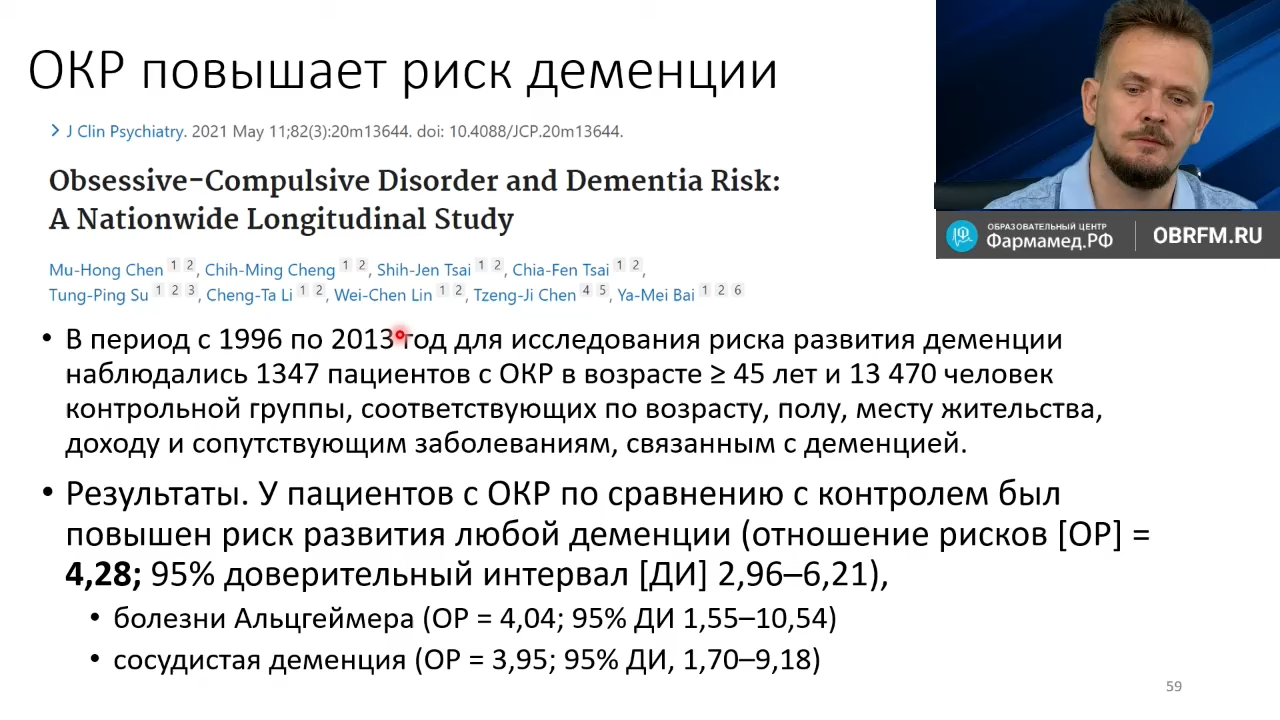 ОКР повышает риск деменции
ОБРАЗОВАТЕЛЬНЫЙ ЦЕНТР
Фармамед.РФ
OBRFM.RU
J Clin Psychiatry. 2021 May 11;82(3):20m13644. doi: 10.4088/JCP.20m13644.
Obsessive-Compulsive Disorder and Dementia Risk:
A Nationwide Longitudinal Study
Mu-Hong Chen 1 2, Chih-Ming Cheng 1 2, Shih-Jen Tsai 1 2, Chia-Fen Tsai 1 2,
Tung-Ping Su 1 2 3, Cheng-Ta Li 1 2, Wei-Chen Lin 1 2, Tzeng-Ji Chen 4 5, Ya-Mei Bai 1 2 6
• В период с 1996 по 2013 год для исследования риска развития деменции
наблюдались 1347 пациентов с ОКР в возрасте ≥ 45 лет и 13 470 человек
контрольной группы, соответствующих по возрасту, полу, месту жительства,
доходу и сопутствующим заболеваниям, связанным с деменцией.
• Результаты. У пациентов с ОКР по сравнению с контролем был
повышен риск развития любой деменции (отношение рисков [ОР] =
4,28; 95% доверительный интервал [ДИ] 2,96–6,21),
• болезни Альцгеймера (ОР = 4,04; 95% ДИ 1,55–10,54)
• сосудистая деменция (ОР = 3,95; 95% ДИ, 1,70–9,18)
59